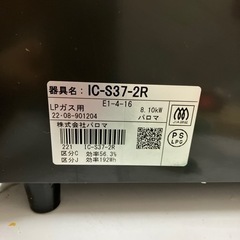 器具名: IC-S37-2R
E1-4-16
LPガス用 8.10kW
22-08-901204 パロマ
株式会社パロマ
PS
LPG
221 IC-S37-2R
区分C 効率56.3%
区分J 効率192Wh